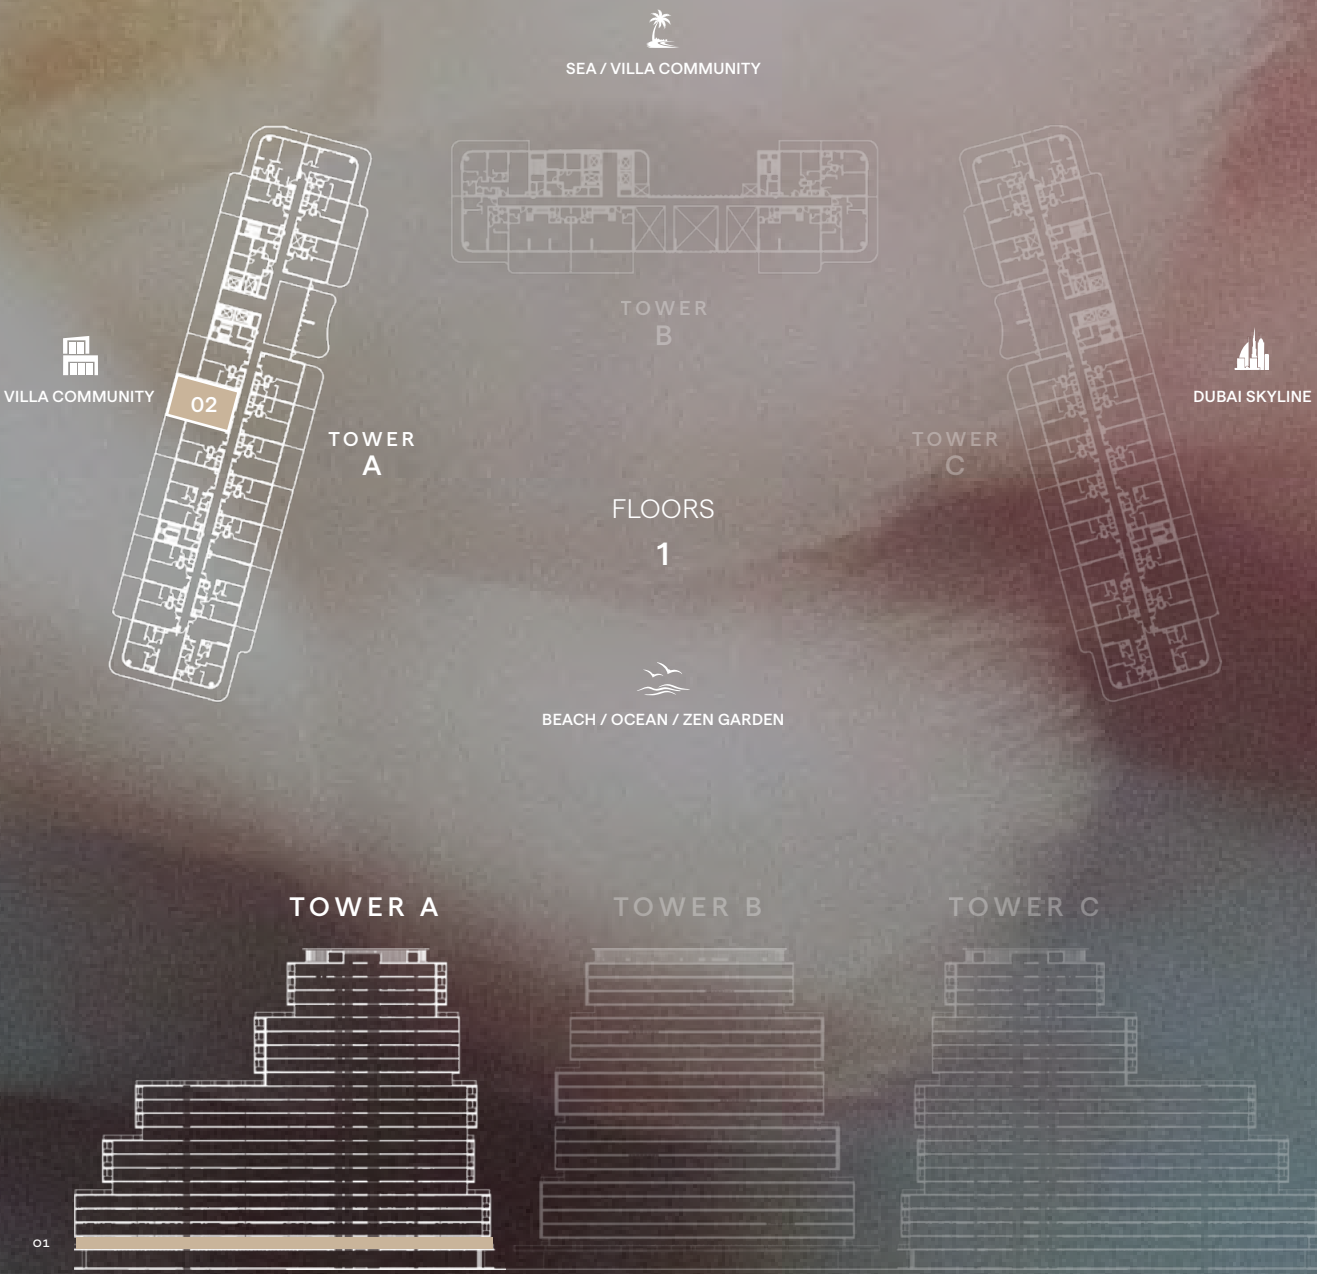 SEA / VILLA COMMUNITY
TOWER
B
VILLA COMMUNITY
DUBAI SKYLINE
02
TOWER
A
TOWER
C
FLOORS
1
BEACH / OCEAN / ZEN GARDEN
TOWER A
TOWER B
TOWER C
01